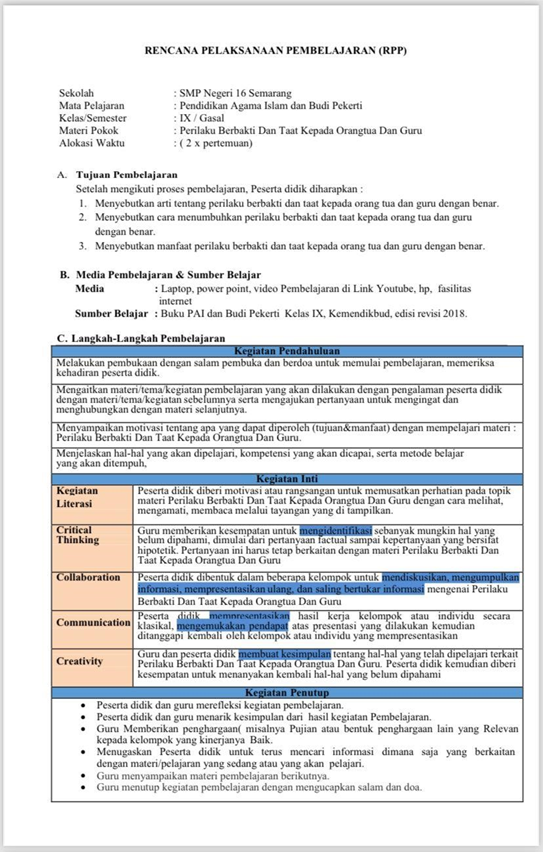 RENCANA PELAKSANAAN PEMBELAJARAN (RPP)
Sekolah : SMP Negeri 16 Semarang
Mata Pelajaran : Pendidikan Agama Islam dan Budi Pekerti
Kelas/Semester : IX / Gasal
Materi Pokok : Perilaku Berbakti Dan Taat Kepada Orangtua Dan Guru
Alokasi Waktu : ( 2 x pertemuan)
A. Tujuan Pembelajaran
Setelah mengikuti proses pembelajaran, Peserta didik diharapkan :
1. Menyebutkan arti tentang perilaku berbakti dan taat kepada orang tua dan guru dengan benar.
2. Menyebutkan cara menumbuhkan perilaku berbakti dan taat kepada orang tua dan guru
dengan benar.
3. Menyebutkan manfaat perilaku berbakti dan taat kepada orang tua dan guru dengan benar.
B. Media Pembelajaran & Sumber Belajar
Media : Laptop, power point, video Pembelajaran di Link Youtube, hp, fasilitas
internet
Sumber Belajar : Buku PAI dan Budi Pekerti Kelas IX, Kemendikbud, edisi revisi 2018.
C. Langkah-Langkah Pembelajaran
Kegiatan Pendahuluan
Melakukan pembukaan dengan salam pembuka dan berdoa untuk memulai pembelajaran, memeriksa
kehadiran peserta didik.
Mengaitkan materi/tema/kegiatan pembelajaran yang akan dilakukan dengan pengalaman peserta didik
dengan materi/tema/kegiatan sebelumnya serta mengajukan pertanyaan untuk mengingat dan
menghubungkan dengan materi selanjutnya.
Menyampaikan motivasi tentang apa yang dapat diperoleh (tujuan&manfaat) dengan mempelajari materi :
Perilaku Berbakti Dan Taat Kepada Orangtua Dan Guru.
Menjelaskan hal-hal yang akan dipelajari, kompetensi yang akan dicapai, serta metode belajar
yang akan ditempuh,
Kegiatan Inti
Kegiatan Literasi
Peserta didik diberi motivasi atau rangsangan untuk memusatkan perhatian pada topik
materi Perilaku Berbakti Dan Taat Kepada Orangtua Dan Guru dengan cara melihat,
mengamati, membaca melalui tayangan yang di tampilkan.
Critical Thinking
Guru memberikan kesempatan untuk mengidentifikasi sebanyak mungkin hal yang
belum dipahami, dimulai dari pertanyaan factual sampai kepertanyaan yang bersifat
hipotetik. Pertanyaan ini harus tetap berkaitan dengan materi Perilaku Berbakti Dan
Taat Kepada Orangtua Dan Guru
Collaboration
Peserta didik dibentuk dalam beberapa kelompok untuk mendiskusikan, mengumpulkan
informasi, mempresentasikan ulang, dan saling bertukar informasi mengenai Perilaku
Berbakti Dan Taat Kepada Orangtua Dan Guru
Communication
Peserta didik mempresentasikan hasil kerja kelompok atau individu secara
klasikal, mengemukakan pendapat atas presentasi yang dilakukan kemudian
ditanggapi kembali oleh kelompok atau individu yang mempresentasikan
Creativity
Guru dan peserta didik membuat kesimpulan tentang hal-hal yang telah dipelajari terkait
Perilaku Berbakti Dan Taat Kepada Orangtua Dan Guru. Peserta didik kemudian diberi
kesempatan untuk menanyakan kembali hal-hal yang belum dipahami
Kegiatan Penutup
• Peserta didik dan guru merefleksi kegiatan pembelajaran.
• Peserta didik dan guru menarik kesimpulan dari hasil kegiatan Pembelajaran.
• Guru Memberikan penghargaan( misalnya Pujian atau bentuk penghargaan lain yang Relevan
kepada kelompok yang kinerjanya Baik.
• Menugaskan Peserta didik untuk terus mencari informasi dimana saja yang berkaitan
dengan materi/pelajaran yang sedang atau yang akan pelajari.
• Guru menyampaikan materi pembelajaran berikutnya.
• Guru menutup kegiatan pembelajaran dengan mengucapkan salam dan doa.